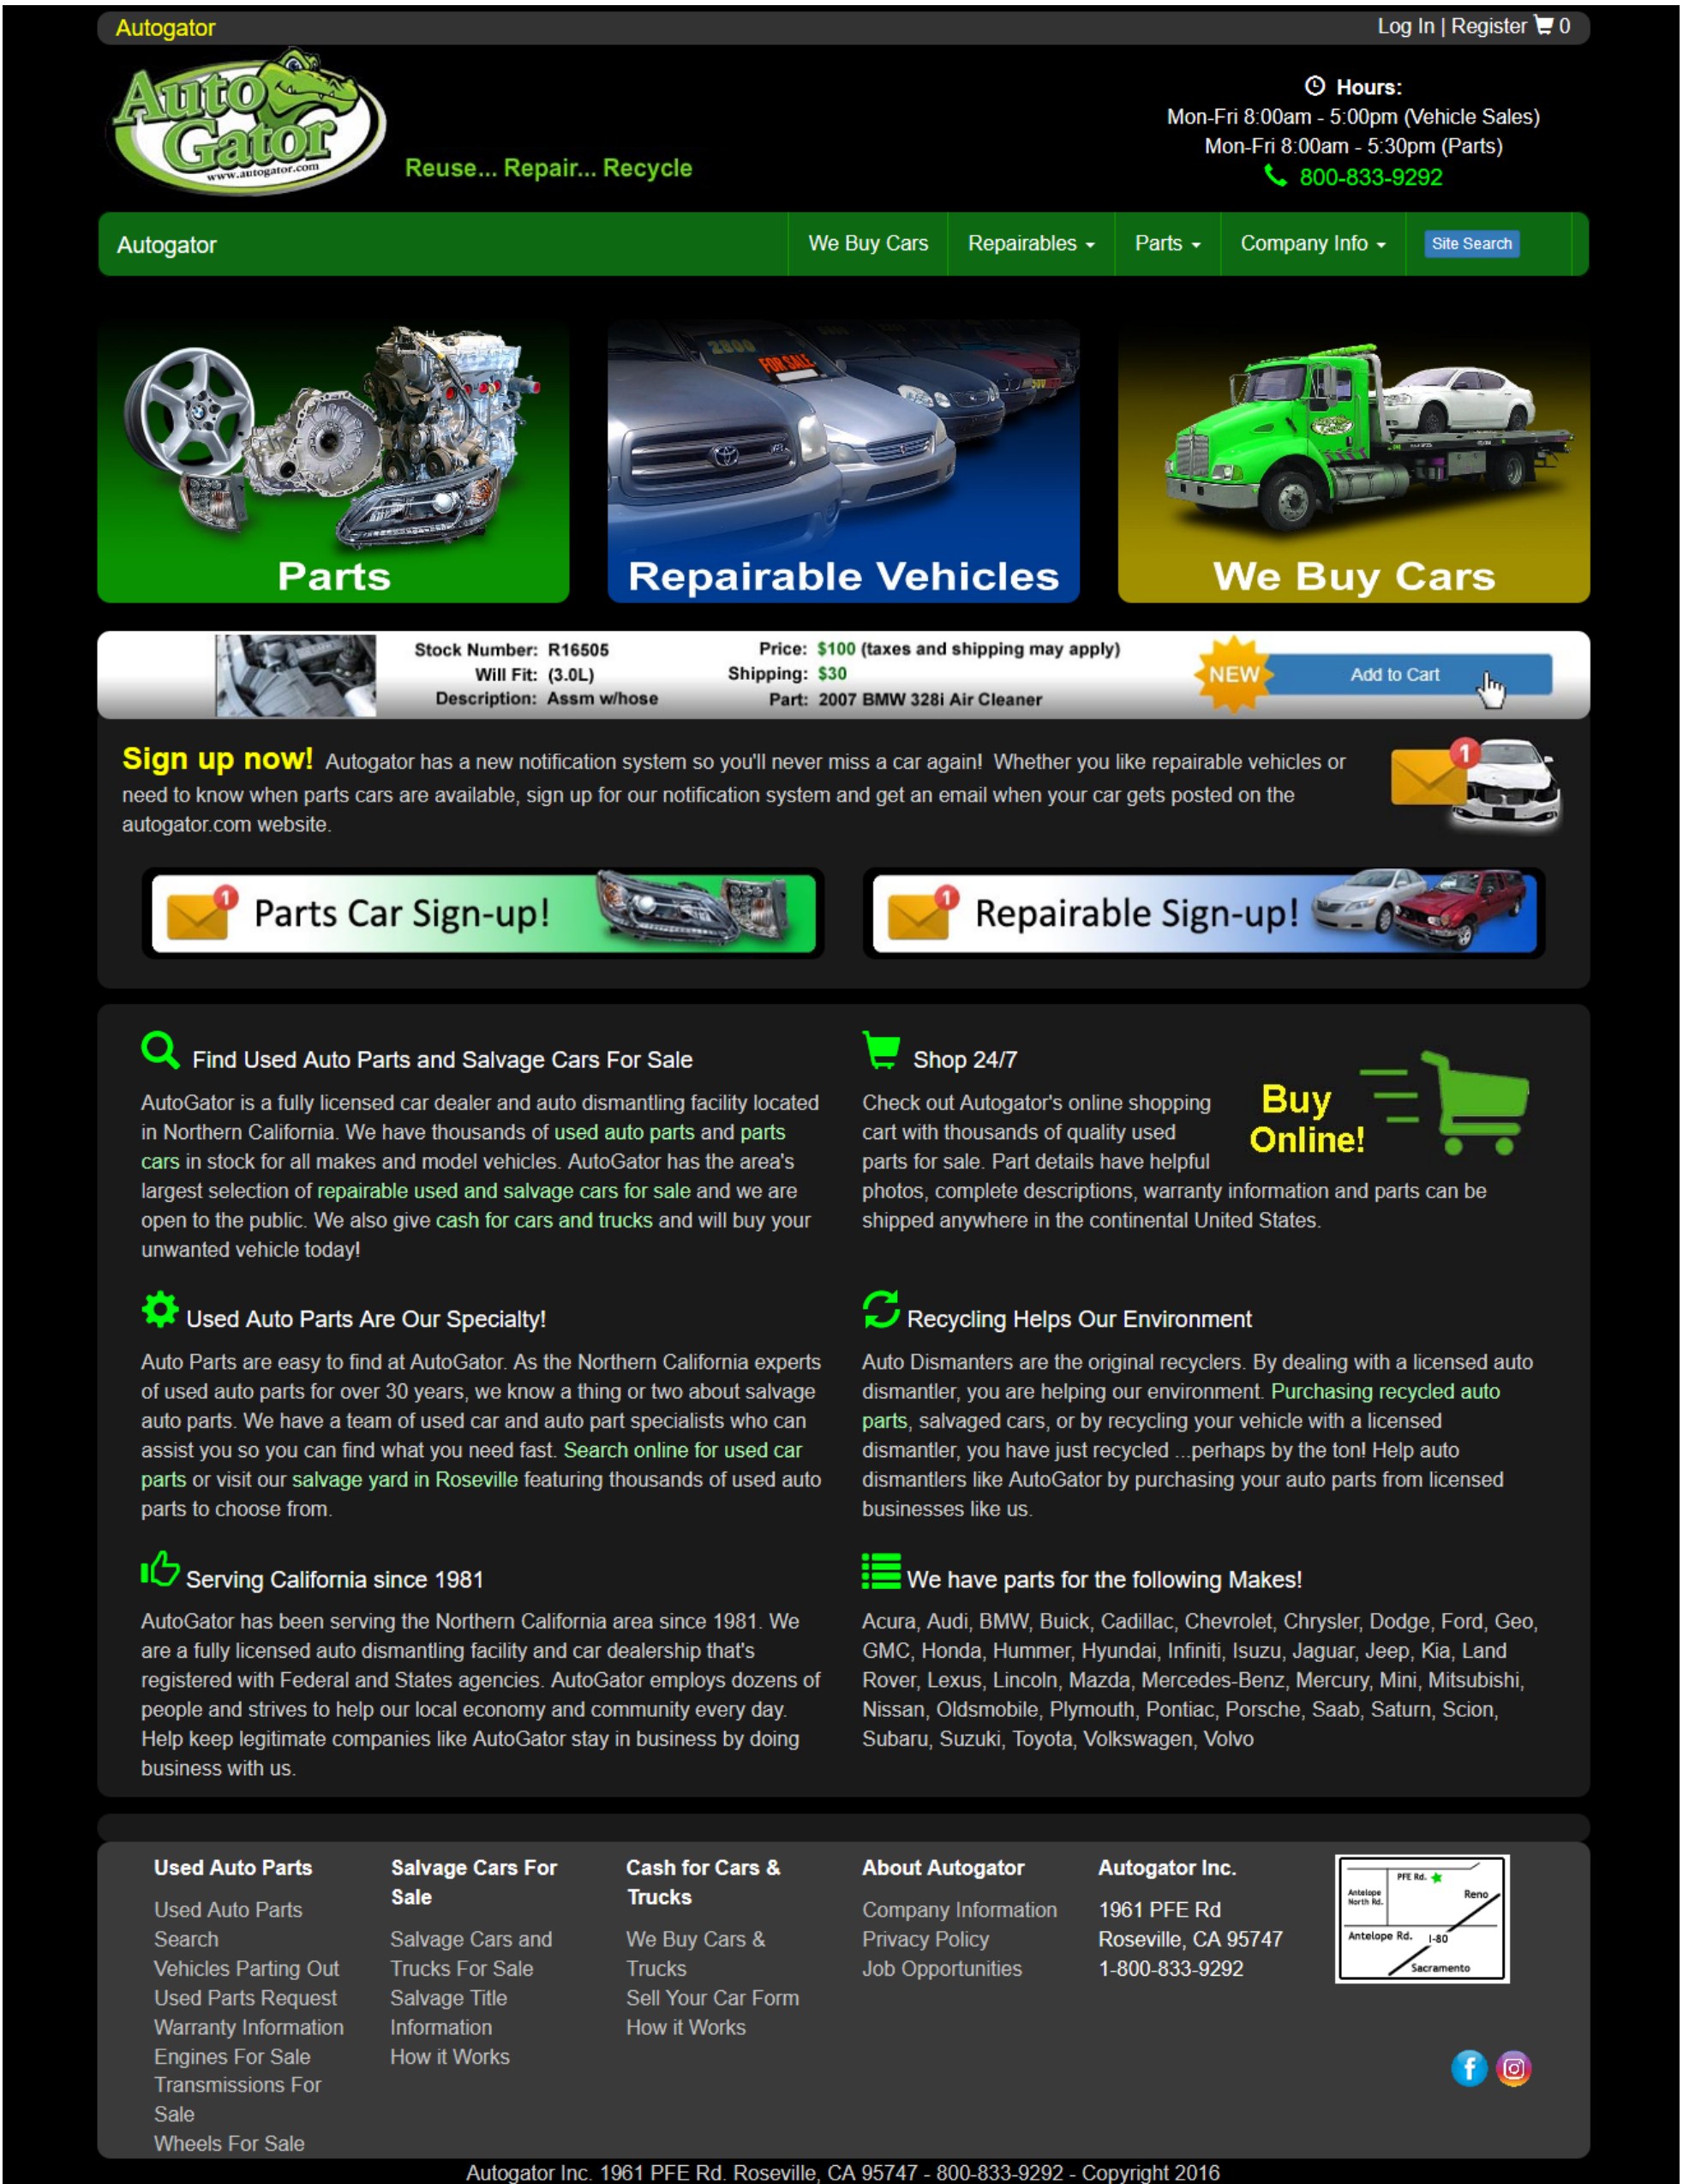 Autogator
Log In | Register 0
Auto
Gator
www.autogator.com
Reuse... Repair... Recycle
Hours:
Mon-Fri 8:00am - 5:00pm (Vehicle Sales)
Mon-Fri 8:00am - 5:30pm (Parts)
800-833-9292
Autogator
We Buy Cars
Repairables
Parts
Company Info
Site Search
2800
FOR SALE
Parts
Repairable Vehicles
We Buy Cars
Stock Number: R16505
Will Fit: (3.0L)
Description: Assm w/hose
Price: $100 (taxes and shipping may apply)
Shipping: $30
Part: 2007 BMW 328i Air Cleaner
NEW
Add to Cart
Sign up now! Autogator has a new notification system so you'll never miss a car again! Whether you like repairable vehicles or
need to know when parts cars are available, sign up for our notification system and get an email when your car gets posted on the
autogator.com website.
1
1 Parts Car Sign-up!
1 Repairable Sign-up!
Find Used Auto Parts and Salvage Cars For Sale
AutoGator is a fully licensed car dealer and auto dismantling facility located
in Northern California. We have thousands of used auto parts and parts
cars in stock for all makes and model vehicles. AutoGator has the area's
largest selection of repairable used and salvage cars for sale and we are
open to the public. We also give cash for cars and trucks and will buy your
unwanted vehicle today!
Shop 24/7
Check out Autogator's online shopping
cart with thousands of quality used
parts for sale. Part details have helpful
photos, complete descriptions, warranty information and parts can be
shipped anywhere in the continental United States.
Buy
Online!
Used Auto Parts Are Our Specialty!
Auto Parts are easy to find at AutoGator. As the Northern California experts
of used auto parts for over 30 years, we know a thing or two about salvage
auto parts. We have a team of used car and auto part specialists who can
assist you so you can find what you need fast. Search online for used car
parts or visit our salvage yard in Roseville featuring thousands of used auto
parts to choose from.
Recycling Helps Our Environment
Auto Dismanters are the original recyclers. By dealing with a licensed auto
dismantler, you are helping our environment. Purchasing recycled auto
parts, salvaged cars, or by recycling your vehicle with a licensed
dismantler, you have just recycled ...perhaps by the ton! Help auto
dismantlers like AutoGator by purchasing your auto parts from licensed
businesses like us.
Serving California since 1981
AutoGator has been serving the Northern California area since 1981. We
are a fully licensed auto dismantling facility and car dealership that's
registered with Federal and States agencies. AutoGator employs dozens of
people and strives to help our local economy and community every day.
Help keep legitimate companies like AutoGator stay in business by doing
business with us.
We have parts for the following Makes!
Acura, Audi, BMW, Buick, Cadillac, Chevrolet, Chrysler, Dodge, Ford, Geo,
GMC, Honda, Hummer, Hyundai, Infiniti, Isuzu, Jaguar, Jeep, Kia, Land
Rover, Lexus, Lincoln, Mazda, Mercedes-Benz, Mercury, Mini, Mitsubishi,
Nissan, Oldsmobile, Plymouth, Pontiac, Porsche, Saab, Saturn, Scion,
Subaru, Suzuki, Toyota, Volkswagen, Volvo
Used Auto Parts
Used Auto Parts
Search
Vehicles Parting Out
Used Parts Request
Warranty Information
Engines For Sale
Transmissions For
Sale
Wheels For Sale
Salvage Cars For
Sale
Salvage Cars and
Trucks For Sale
Salvage Title
Information
How it Works
Cash for Cars &
Trucks
We Buy Cars &
Trucks
Sell Your Car Form
How it Works
About Autogator
Company Information
Privacy Policy
Job Opportunities
Autogator Inc.
1961 PFE Rd
Roseville, CA 95747
1-800-833-9292
PFE Rd.
Antelope
North Rd.
Reno
Antelope Rd.
I-80
Sacramento
Autogator Inc. 1961 PFE Rd. Roseville, CA 95747 - 800-833-9292 - Copyright 2016